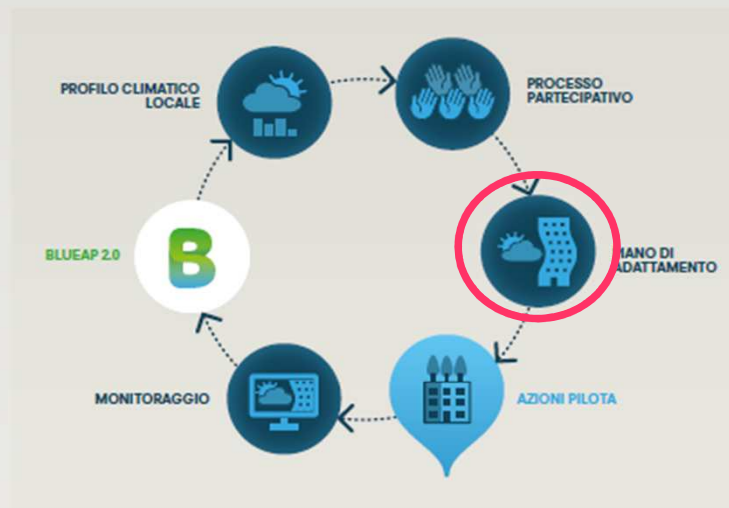 PROFILO CLIMATICO
LOCALE
PROCESSO
PARTECIPATIVO
BLUEAP 2.0
B
DI
ADATTAMENTO
MONITORAGGIO
AZIONI PILOTA